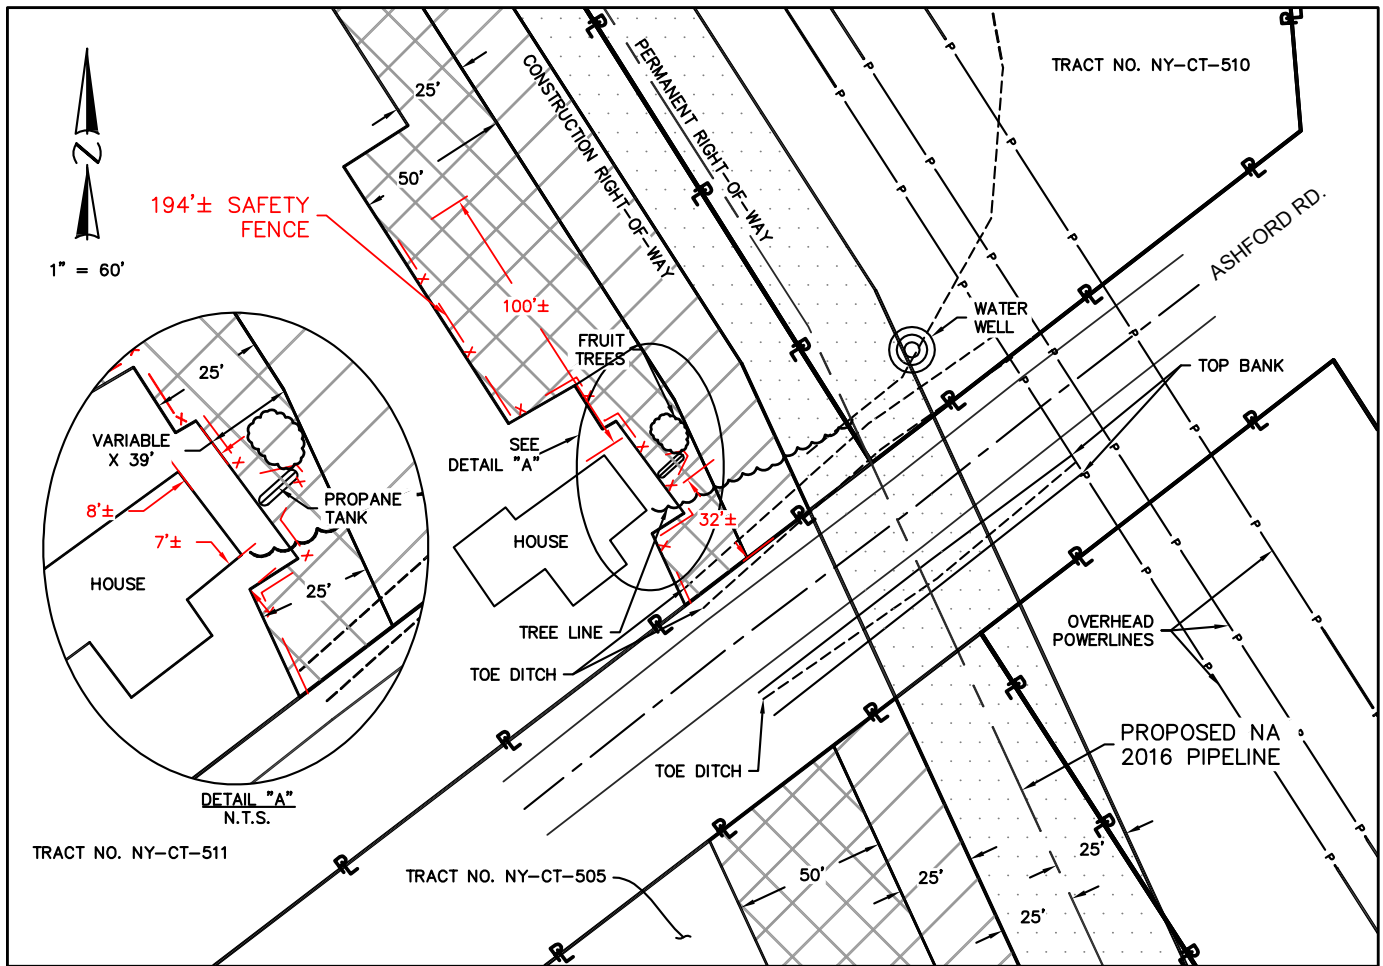 TRACT NO. NY-CT-510
25'
CONSTRUCTION RIGHT-OF-WAY
PERMANENT RIGHT-OF-WAY
50'
194'± SAFETY
FENCE
ASHFORD RD.
N
1" = 60'
100'±
WATER
WELL
FRUIT
TREES
TOP BANK
25'
VARIABLE
X 39'
SEE
DETAIL "A"
PROPANE
TANK
8'±
7'±
32'±
HOUSE
HOUSE
25'
TREE LINE
OVERHEAD
POWERLINES
TOE DITCH
PROPOSED NA
2016 PIPELINE
TOE DITCH
DETAIL "A"
N.T.S.
TRACT NO. NY-CT-511
TRACT NO. NY-CT-505
50'
25'
25'
25'